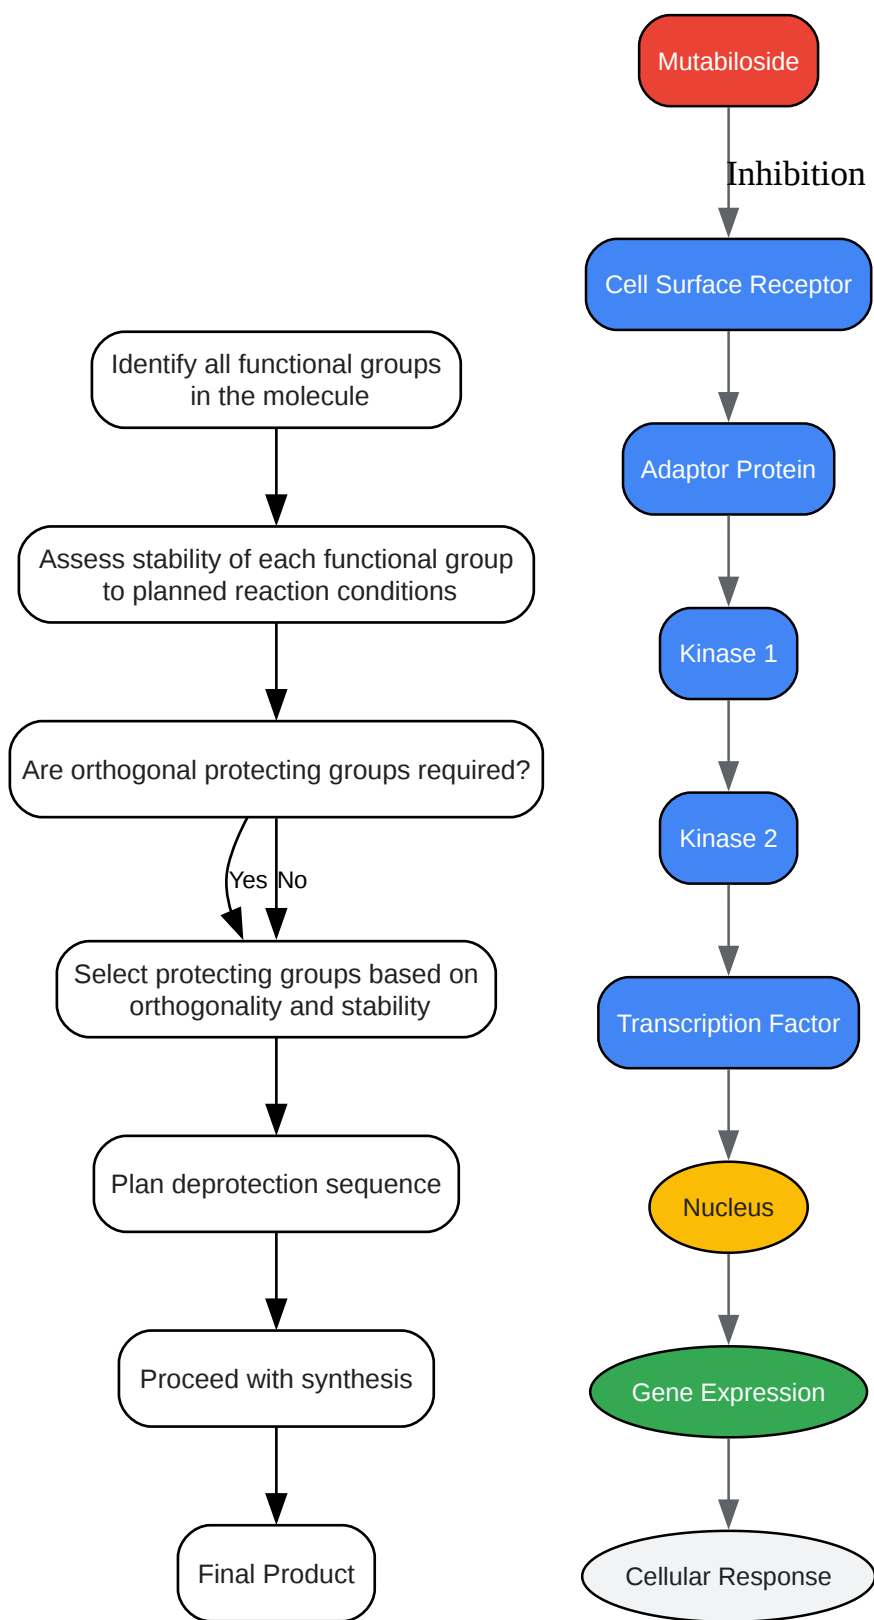 Identify all functional groups
in the molecule
Assess stability of each functional group
to planned reaction conditions
Are orthogonal protecting groups required?
Yes
No
Select protecting groups based on
orthogonality and stability
Plan deprotection sequence
Proceed with synthesis
Final Product
Mutabiloside
Inhibition
Cell Surface Receptor
Adaptor Protein
Kinase 1
Kinase 2
Transcription Factor
Nucleus
Gene Expression
Cellular Response